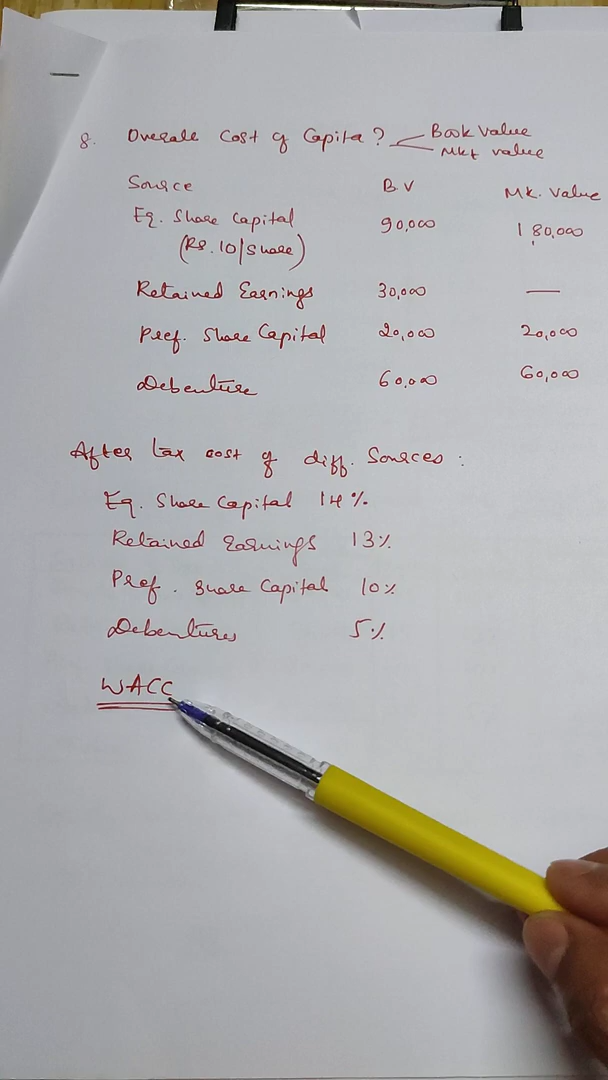 8. Overall Cost of Capital? Book Value
Mkt value
Source B V Mk. Value
Eq. Share Capital 90,000 1,80,000
(Rs. 10/Share)
Retained Earnings 30,000 —
Pref. Share Capital 20,000 20,000
Debenture 60,000 60,000
After tax cost of diff. Sources :
Eq. Share Capital 14%
Retained Earnings 13%
Pref. Share Capital 10%
Debentures 5%
WACC